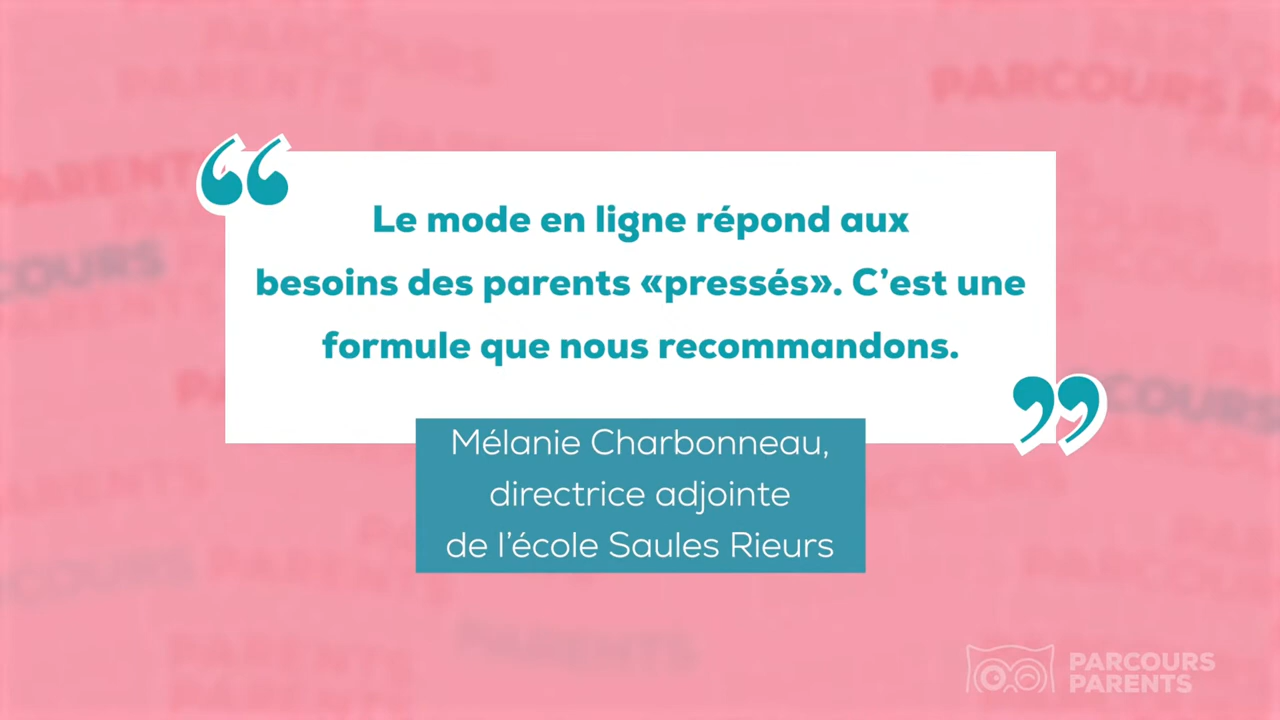 Le mode en ligne répond aux
besoins des parents «pressés». C’est une
formule que nous recommandons.
Mélanie Charbonneau,
directrice adjointe
de l’école Saules Rieurs
PARCOURS
PARENTS